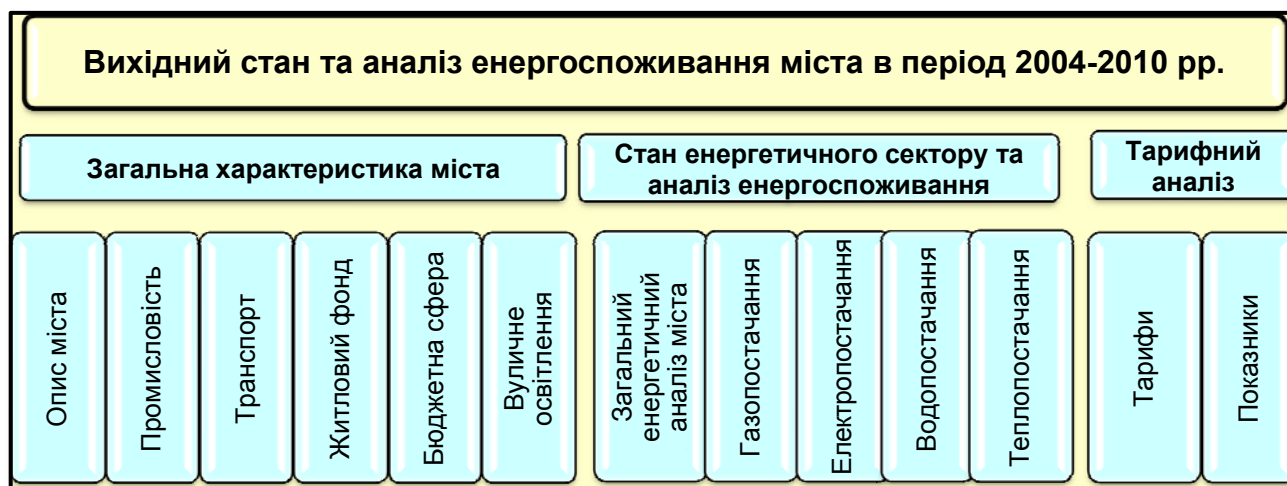 Вихідний стан та аналіз енергоспоживання міста в період 2004-2010 рр.
Загальна характеристика міста
Стан енергетичного сектору та
аналіз енергоспоживання
Тарифний
аналіз
Опис міста
Промисловість
Транспорт
Житловий фонд
Бюджетна сфера
Вуличне
освітлення
Загальний
енергетичний
аналіз міста
Газопостачання
Електропостачання
Водопостачання
Теплопостачання
Тарифи
Показники